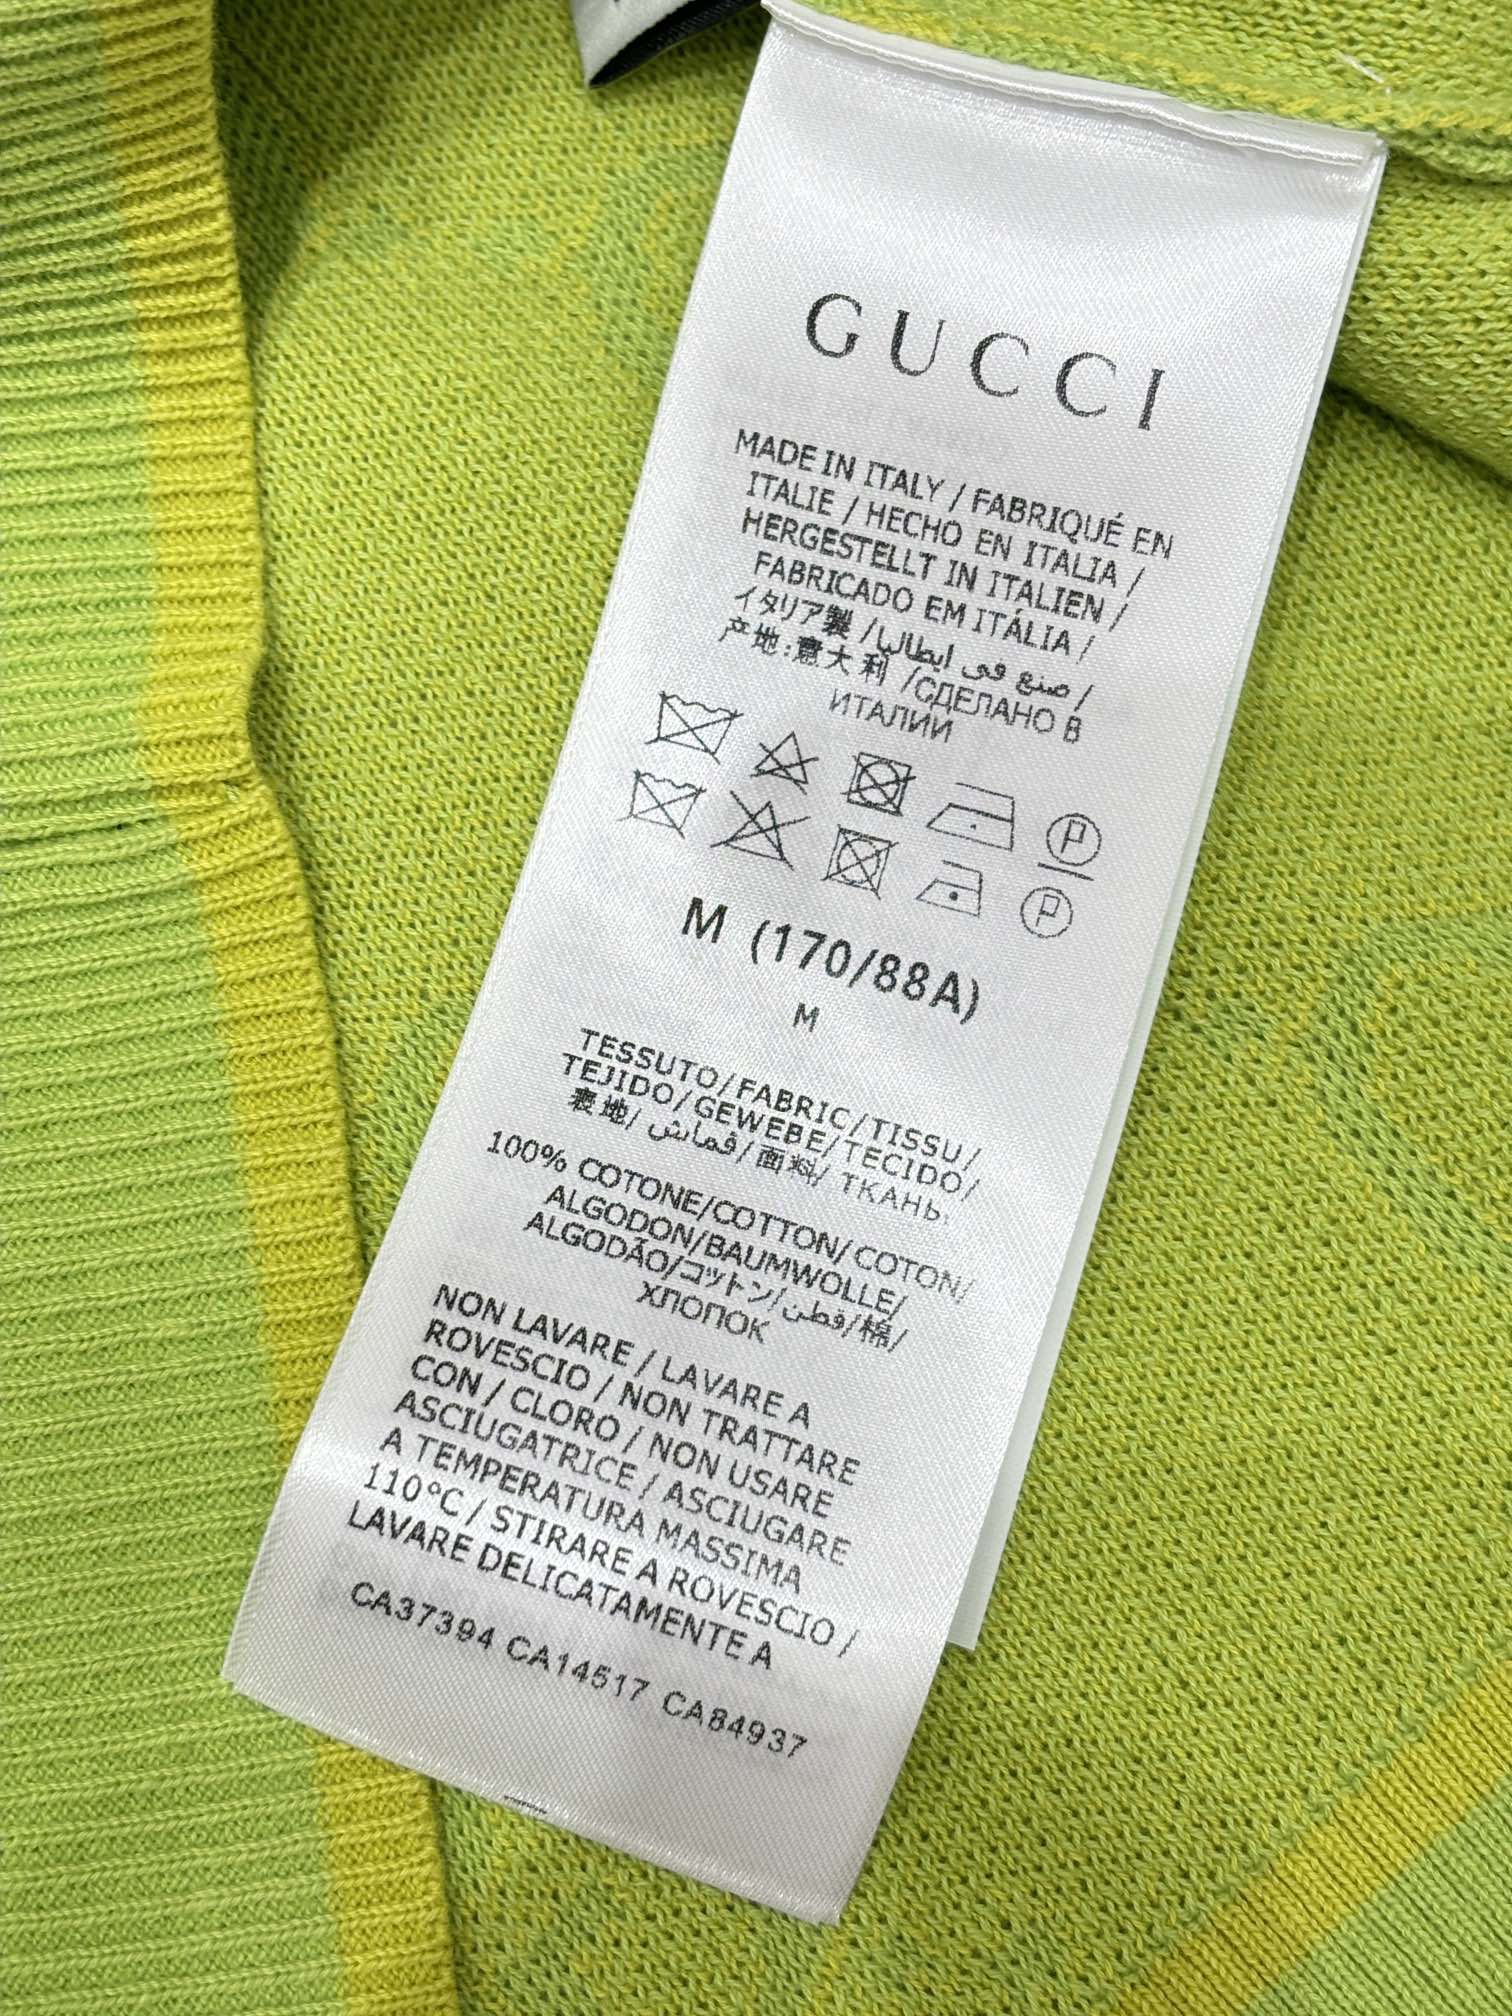 GUCCI
MADE IN ITALY / FABRIQUÉ EN
ITALIE / HECHO EN ITALIA /
HERGESTELLT IN ITALIEN /
FABRICADO EM ITÁLIA /
イタリア製 / صنع في ايطاليا /
产地:意大利 /СДЕЛАНО В
ИТАЛИИ
P
P
M (170/88A)
M
TESSUTO/FABRIC/TISSU/
TEJIDO/GEWEBE/TECIDO/
表地/ قماش/面料/ ТКАНЬ:
100% COTONE/COTTON/COTON/
ALGODON/BAUMWOLLE/
ALGODÃO/コットン/قطن/棉/
ХЛОПОК
NON LAVARE / LAVARE A
ROVESCIO / NON TRATTARE
CON / CLORO / NON USARE
ASCIUGATRICE / ASCIUGARE
A TEMPERATURA MASSIMA
110°C / STIRARE A ROVESCIO /
LAVARE DELICATAMENTE A
CA37394 CA14517 CA84937